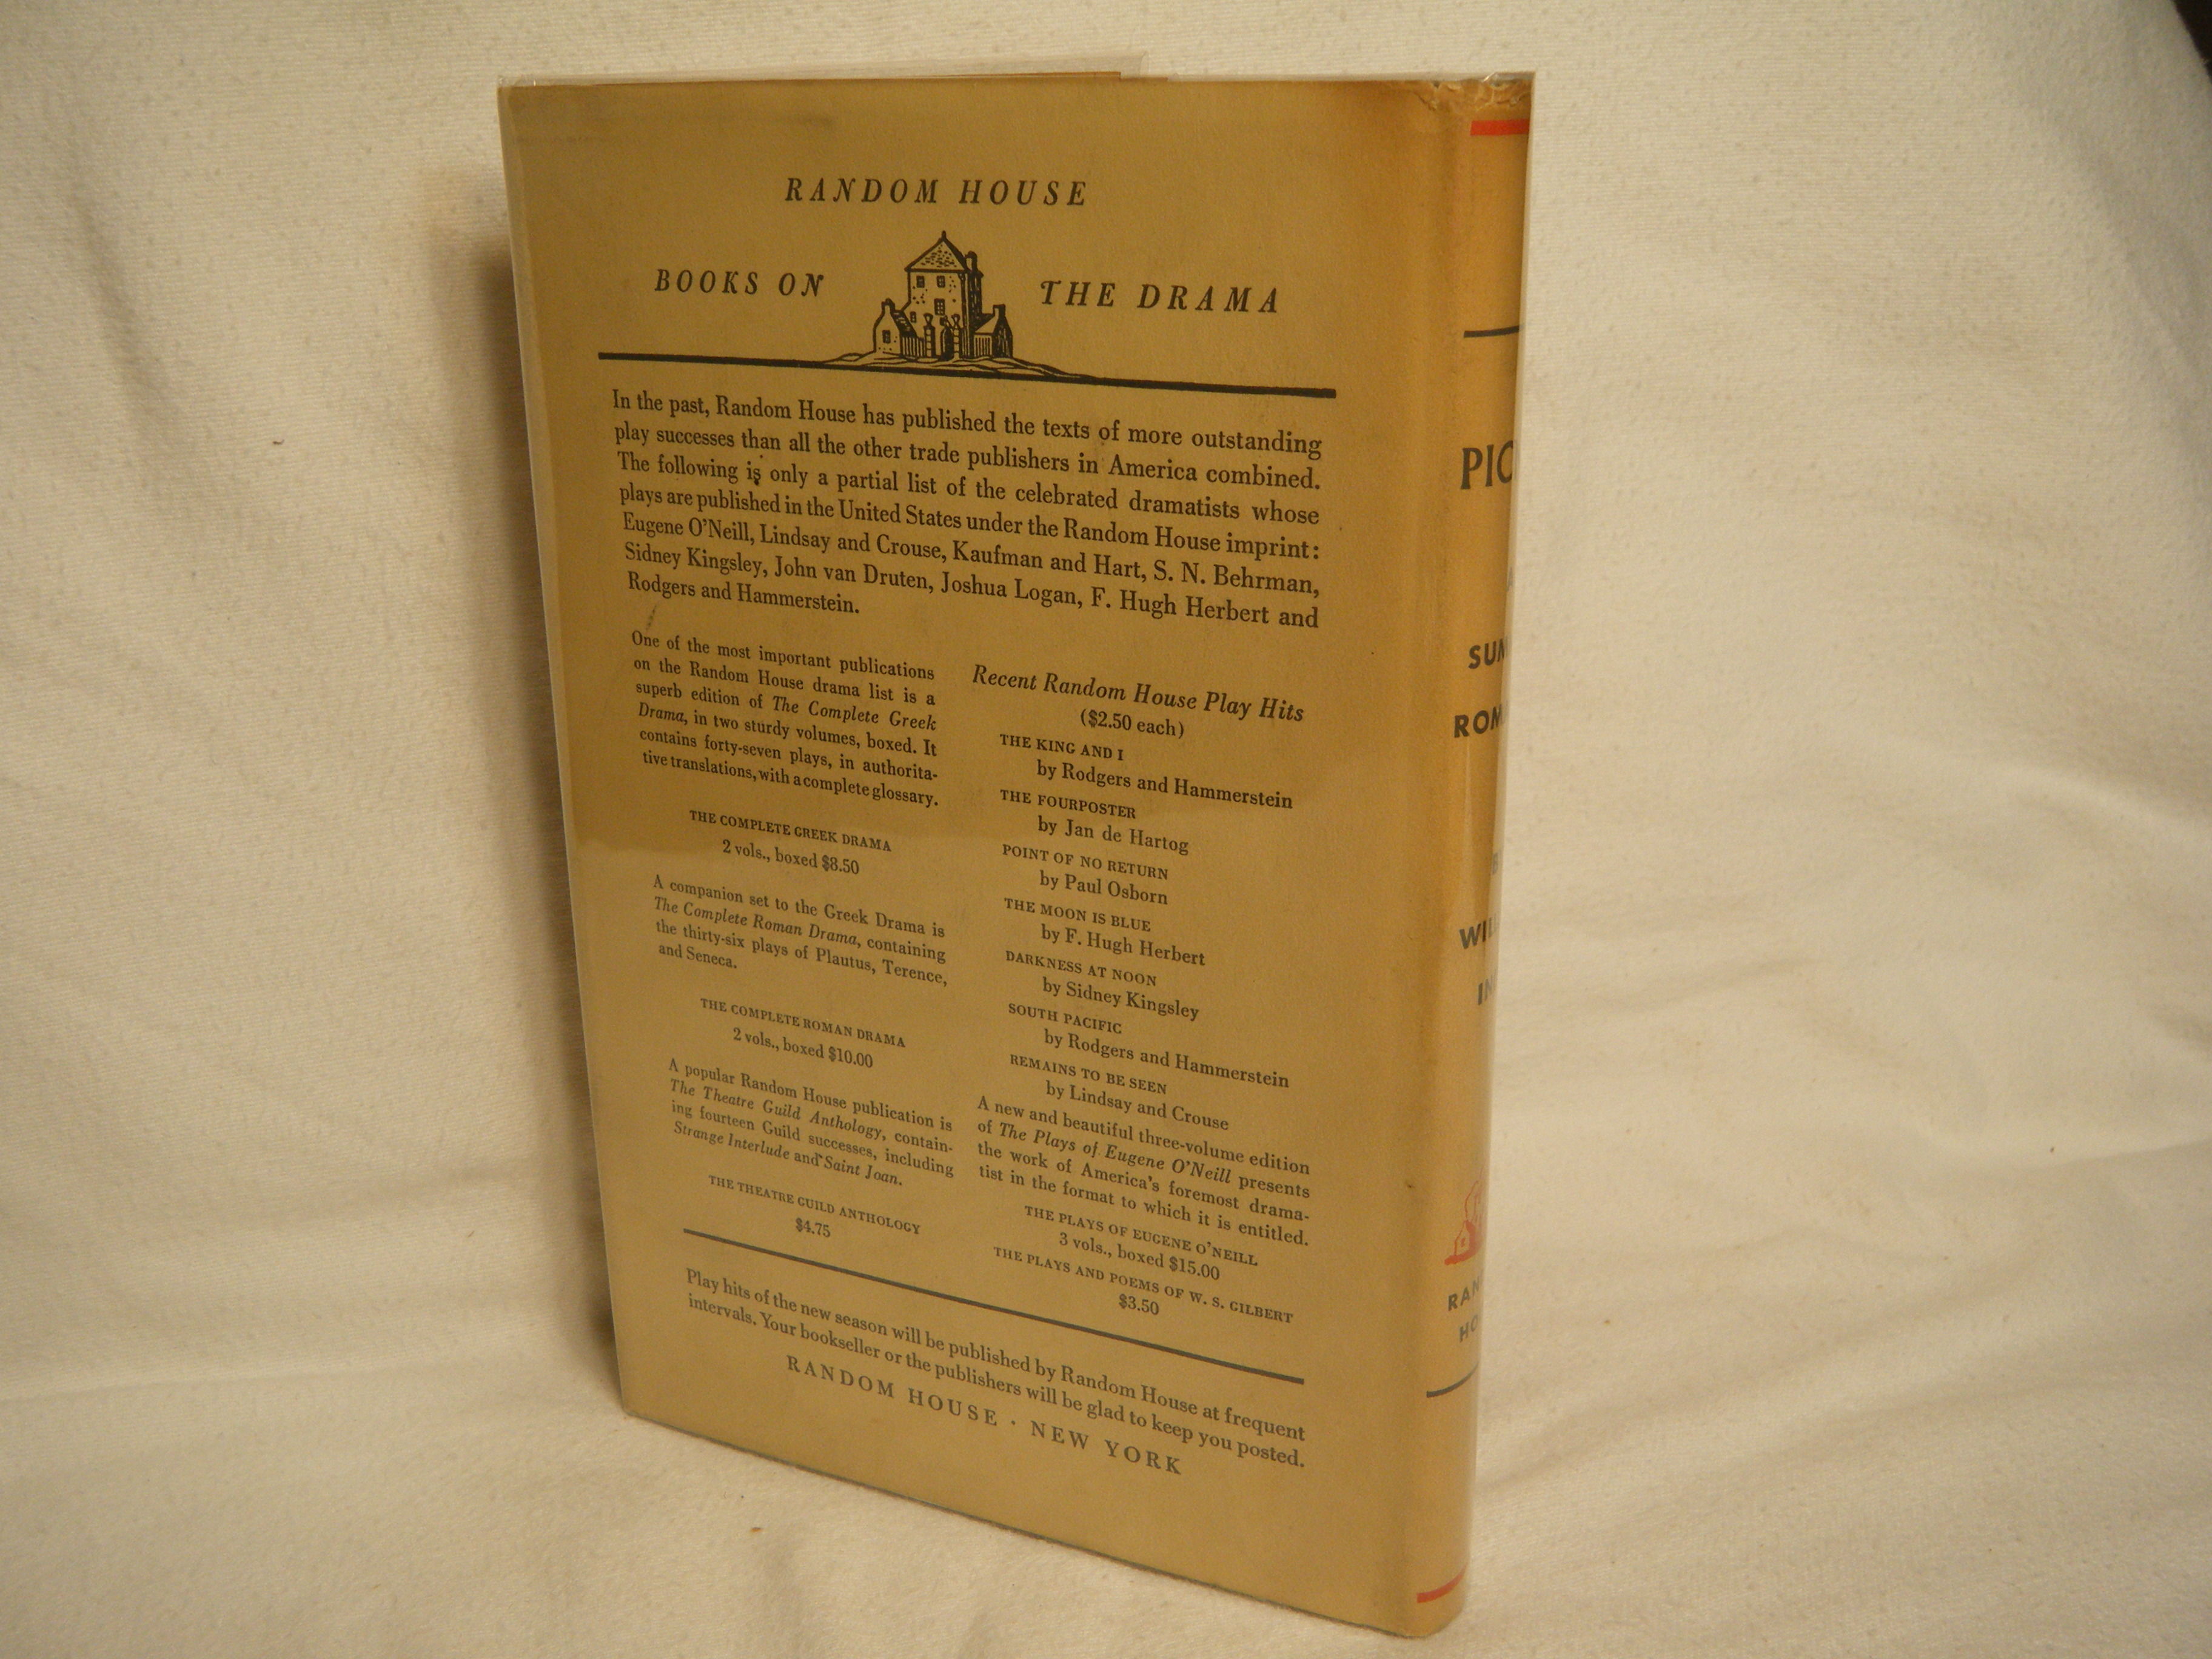 RANDOM HOUSE
BOOKS ON THE DRAMA
In the past, Random House has published the texts of more outstanding
play successes than all the other trade publishers in America combined.
The following is only a partial list of the celebrated dramatists whose
plays are published in the United States under the Random House imprint:
Eugene O'Neill, Lindsay and Crouse, Kaufman and Hart, S. N. Behrman,
Sidney Kingsley, John van Druten, Joshua Logan, F. Hugh Herbert and
Rodgers and Hammerstein.
One of the most important publications
on the Random House drama list is a
superb edition of The Complete Greek
Drama, in two sturdy volumes, boxed. It
contains forty-seven plays, in authorita-
tive translations, with a complete glossary.
THE COMPLETE GREEK DRAMA
2 vols., boxed $8.50
A companion set to the Greek Drama is
The Complete Roman Drama, containing
the thirty-six plays of Plautus, Terence,
and Seneca.
THE COMPLETE ROMAN DRAMA
2 vols., boxed $10.00
A popular Random House publication is
The Theatre Guild Anthology, contain-
ing fourteen Guild successes, including
Strange Interlude and Saint Joan.
THE THEATRE GUILD ANTHOLOGY
$4.75
Recent Random House Play Hits
($2.50 each)
THE KING AND I
by Rodgers and Hammerstein
THE FOURPOSTER
by Jan de Hartog
POINT OF NO RETURN
by Paul Osborn
THE MOON IS BLUE
by F. Hugh Herbert
DARKNESS AT NOON
by Sidney Kingsley
SOUTH PACIFIC
by Rodgers and Hammerstein
REMAINS TO BE SEEN
by Lindsay and Crouse
A new and beautiful three-volume edition
of The Plays of Eugene O'Neill presents
the work of America's foremost drama-
tist in the format to which it is entitled.
THE PLAYS OF EUGENE O'NEILL
3 vols., boxed $15.00
THE PLAYS AND POEMS OF W. S. GILBERT
$3.50
Play hits of the new season will be published by Random House at frequent
intervals. Your bookseller or the publishers will be glad to keep you posted.
RANDOM HOUSE · NEW YORK
PIC
SUM
ROM
WIL
IN
RAN
HO